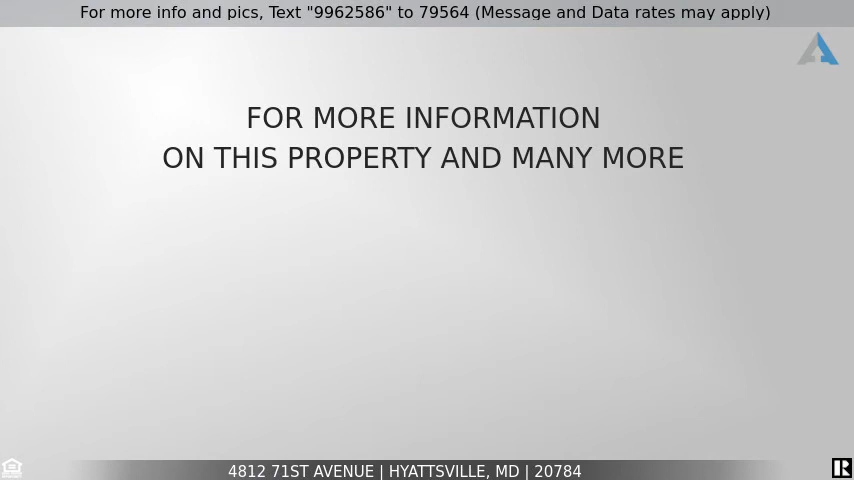 For more info and pics, Text "9962586" to 79564 (Message and Data rates may apply)
FOR MORE INFORMATION
ON THIS PROPERTY AND MANY MORE
4812 71ST AVENUE | HYATTSVILLE, MD | 20784